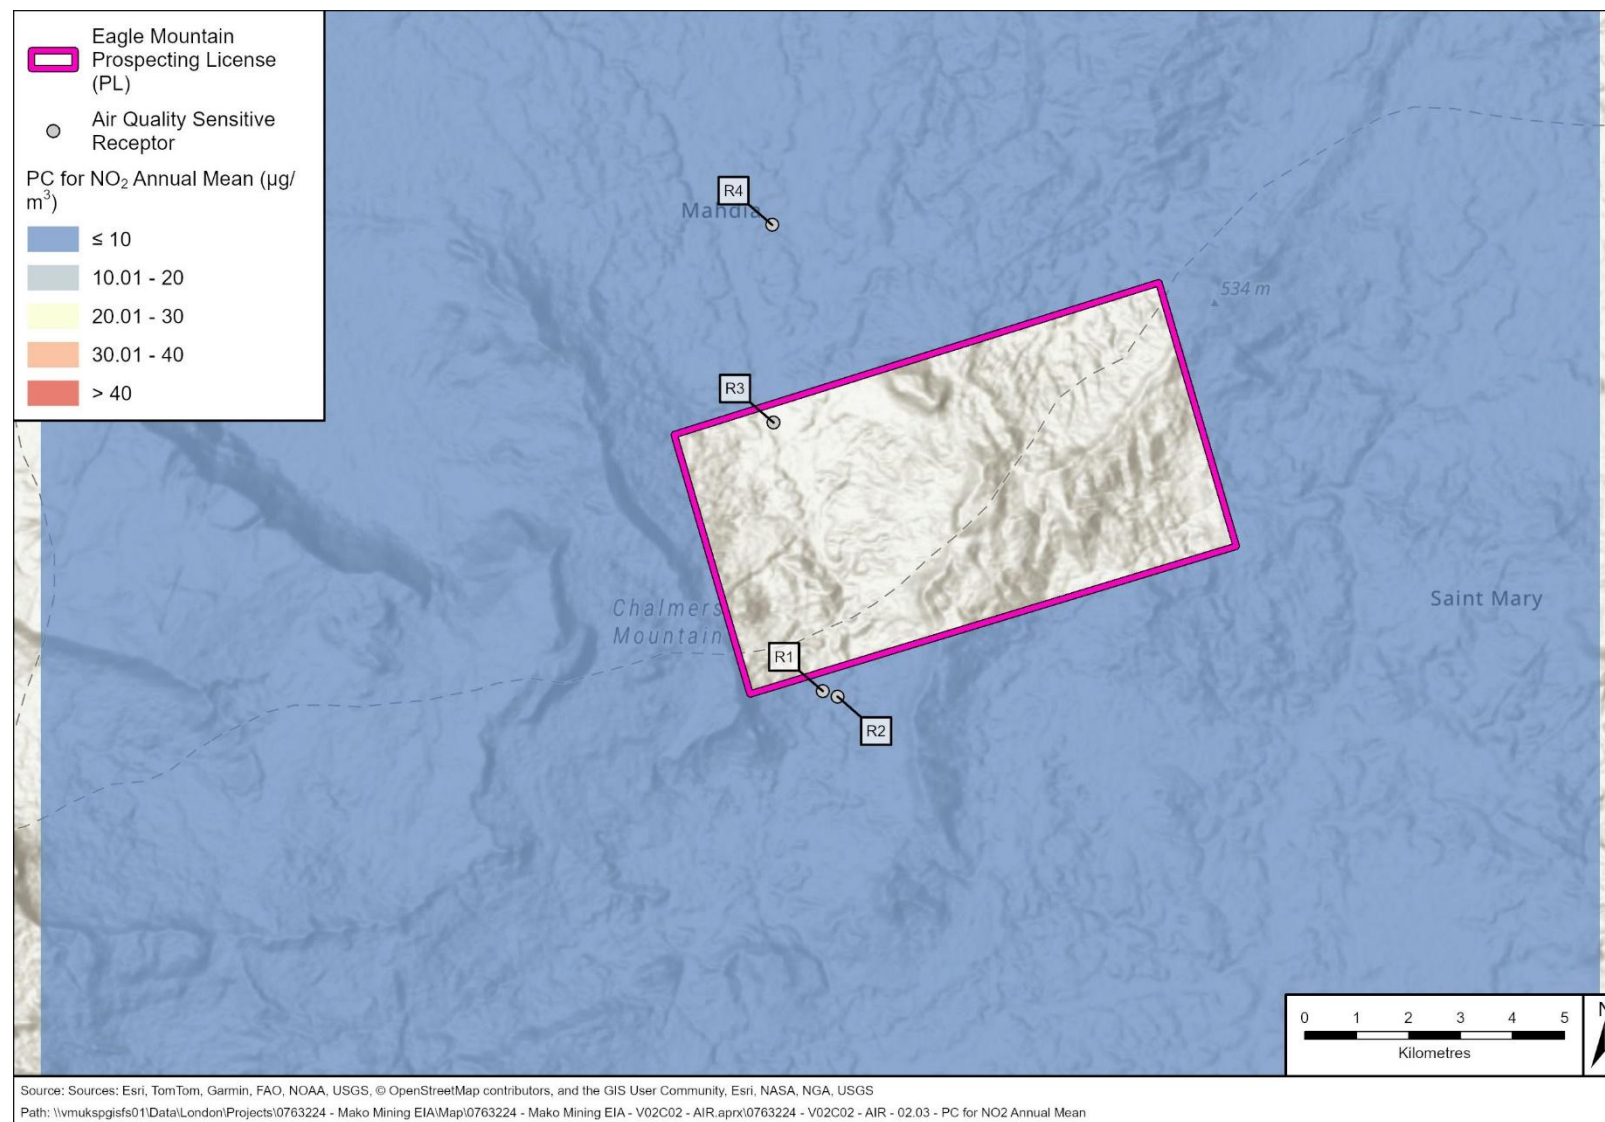 Eagle Mountain
Prospecting License
(PL)
Air Quality Sensitive
Receptor
PC for NO₂ Annual Mean (µg/
m³)
≤ 10
10.01 - 20
20.01 - 30
30.01 - 40
> 40
R4
Mahdia
534 m
R3
Chalmers
Mountain
Saint Mary
R1
R2
0 1 2 3 4 5
Kilometres
N
Source: Sources: Esri, TomTom, Garmin, FAO, NOAA, USGS, © OpenStreetMap contributors, and the GIS User Community, Esri, NASA, NGA, USGS
Path: \\vmukspgisfs01\Data\London\Projects\0763224 - Mako Mining EIA\Map\0763224 - Mako Mining EIA - V02C02 - AIR.aprx\0763224 - V02C02 - AIR - 02.03 - PC for NO2 Annual Mean